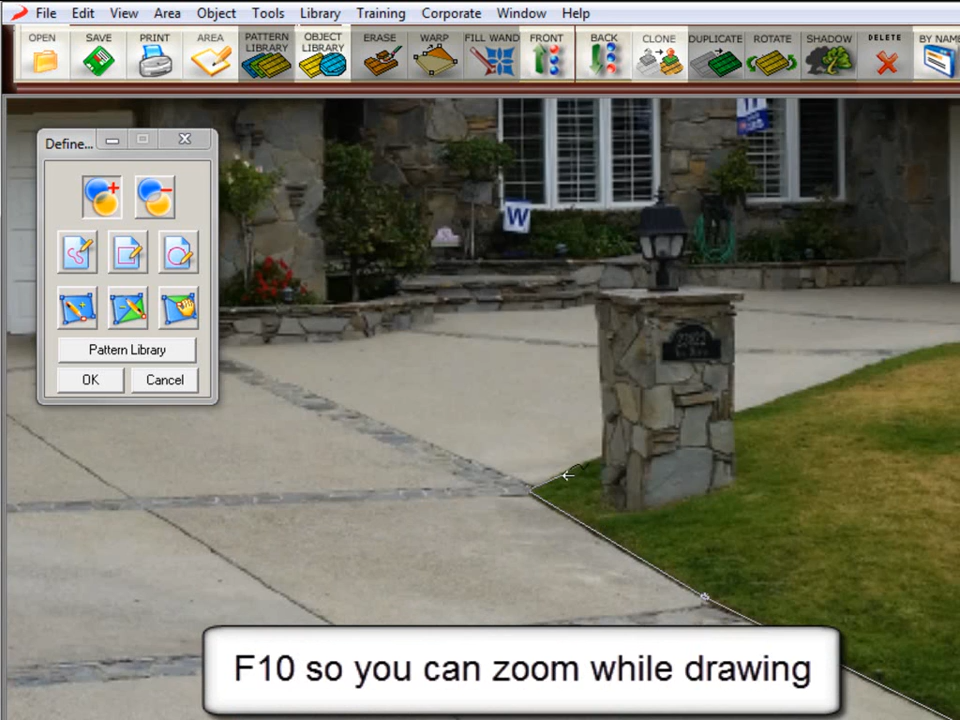 File Edit View Area Object Tools Library Training Corporate Window Help
OPEN SAVE PRINT AREA PATTERN LIBRARY OBJECT LIBRARY ERASE WARP FILL WAND FRONT BACK CLONE DUPLICATE ROTATE SHADOW DELETE BY NAME
Define...
W
Pattern Library
OK Cancel
F10 so you can zoom while drawing